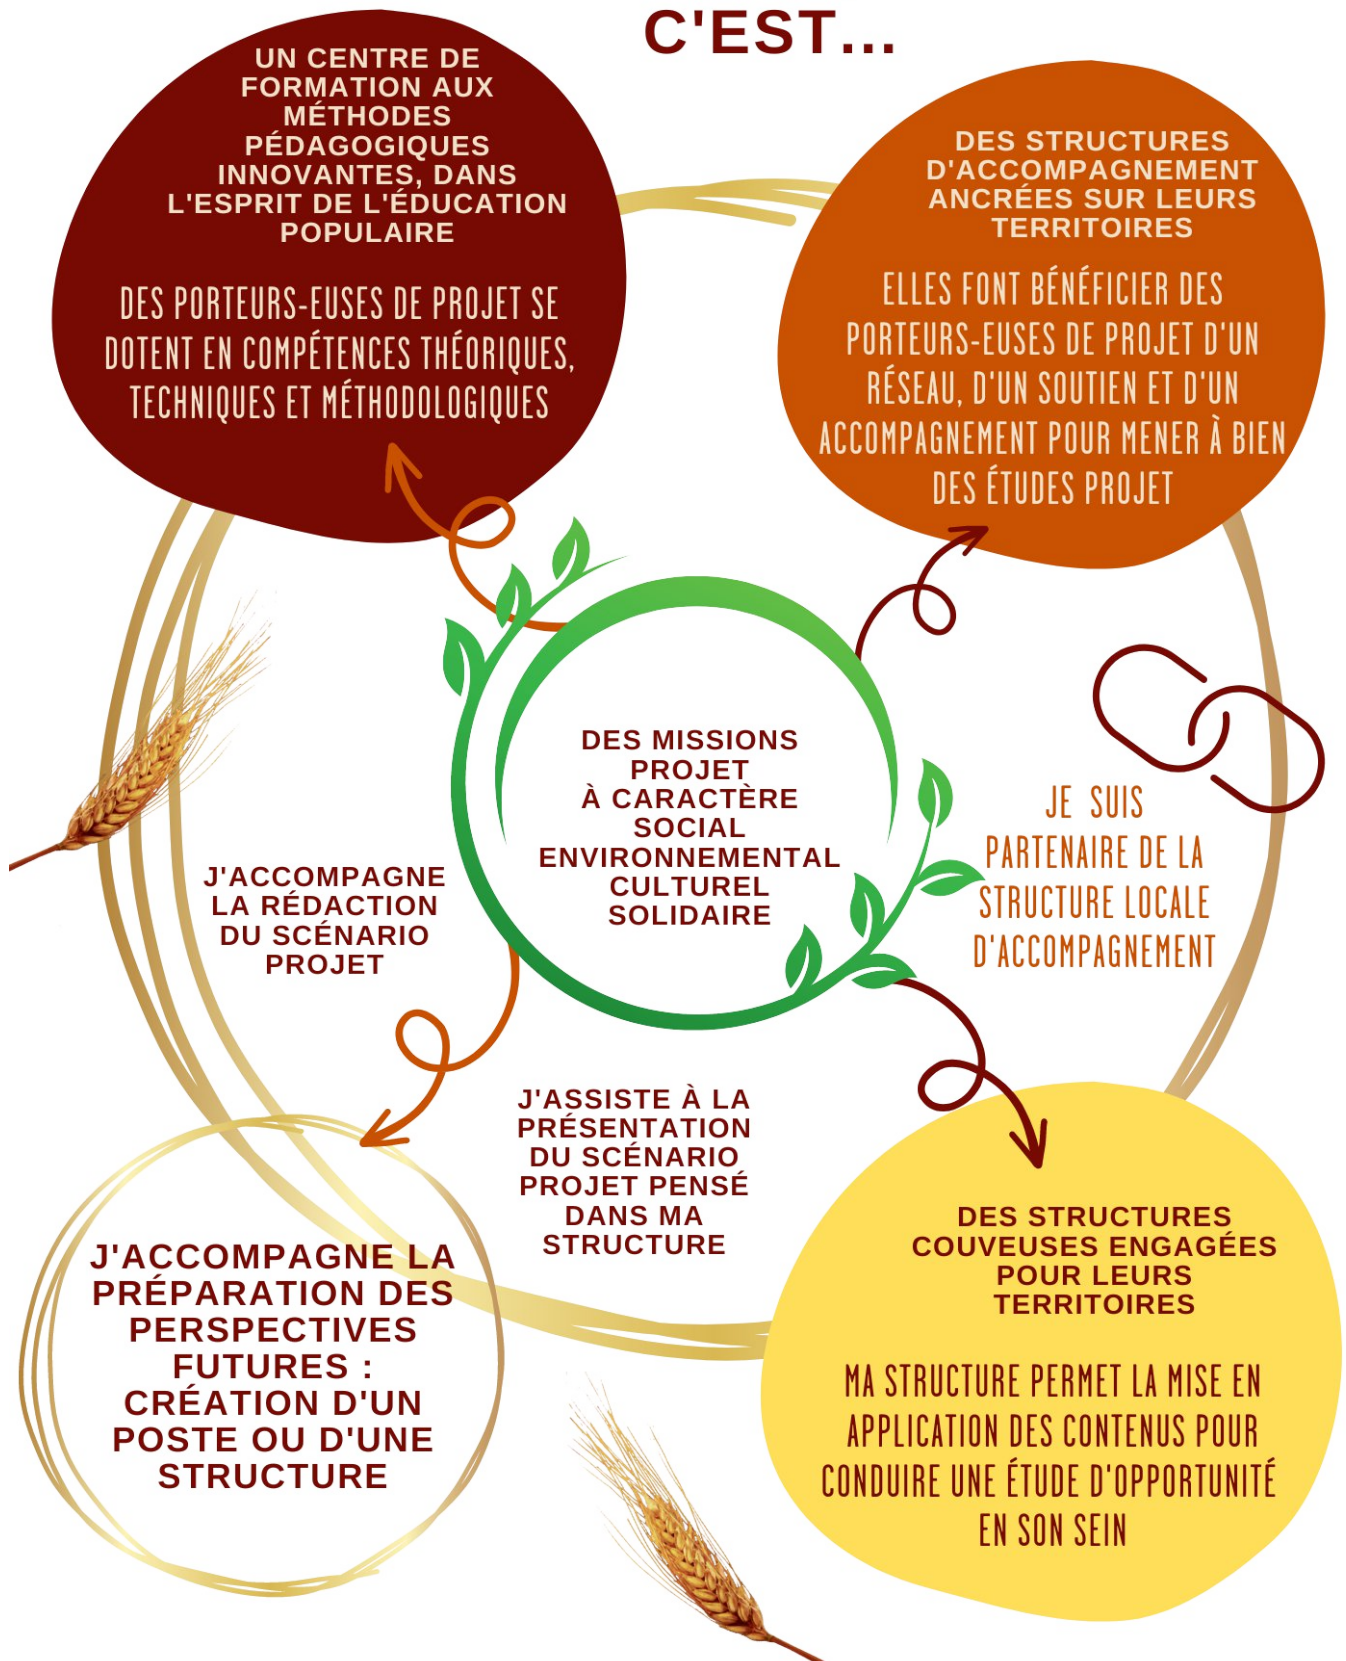 C'EST...
UN CENTRE DE
FORMATION AUX
MÉTHODES
PÉDAGOGIQUES
INNOVANTES, DANS
L'ESPRIT DE L'ÉDUCATION
POPULAIRE
DES PORTEURS-EUSES DE PROJET SE
DOTENT EN COMPÉTENCES THÉORIQUES,
TECHNIQUES ET MÉTHODOLOGIQUES
DES STRUCTURES
D'ACCOMPAGNEMENT
ANCRÉES SUR LEURS
TERRITOIRES
ELLES FONT BÉNÉFICIER DES
PORTEURS-EUSES DE PROJET D'UN
RÉSEAU, D'UN SOUTIEN ET D'UN
ACCOMPAGNEMENT POUR MENER À BIEN
DES ÉTUDES PROJET
DES MISSIONS
PROJET
À CARACTÈRE
SOCIAL
ENVIRONNEMENTAL
CULTUREL
SOLIDAIRE
JE SUIS
PARTENAIRE DE LA
STRUCTURE LOCALE
D'ACCOMPAGNEMENT
J'ACCOMPAGNE
LA RÉDACTION
DU SCÉNARIO
PROJET
J'ASSISTE À LA
PRÉSENTATION
DU SCÉNARIO
PROJET PENSÉ
DANS MA
STRUCTURE
J'ACCOMPAGNE LA
PRÉPARATION DES
PERSPECTIVES
FUTURES :
CRÉATION D'UN
POSTE OU D'UNE
STRUCTURE
DES STRUCTURES
COUVEUSES ENGAGÉES
POUR LEURS
TERRITOIRES
MA STRUCTURE PERMET LA MISE EN
APPLICATION DES CONTENUS POUR
CONDUIRE UNE ÉTUDE D'OPPORTUNITÉ
EN SON SEIN